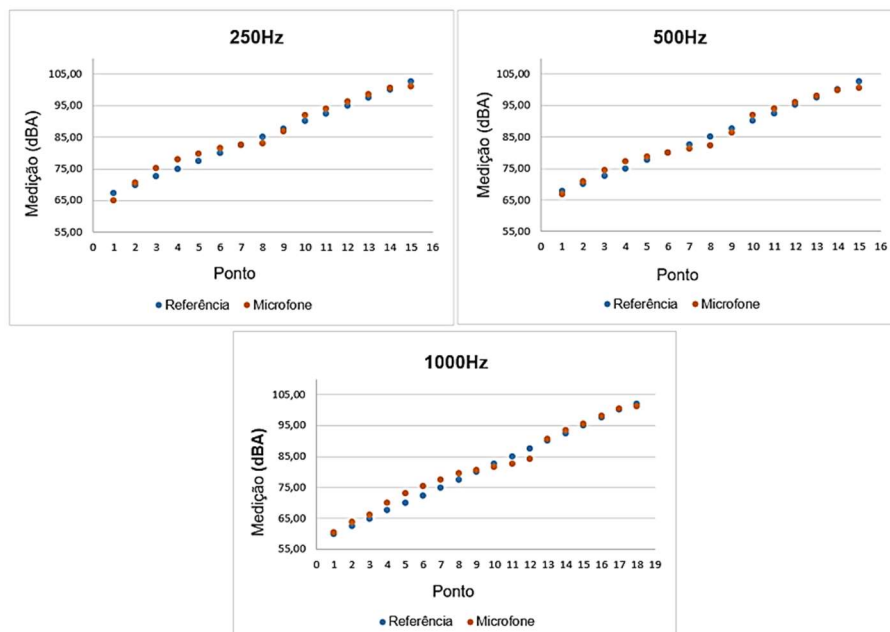 250Hz
Medição (dBA)
105,00
95,00
85,00
75,00
65,00
55,00
0 1 2 3 4 5 6 7 8 9 10 11 12 13 14 15 16
Ponto
Referência Microfone
500Hz
Medição (dBA)
105,00
95,00
85,00
75,00
65,00
55,00
0 1 2 3 4 5 6 7 8 9 10 11 12 13 14 15 16
Ponto
Referência Microfone
1000Hz
Medição (dBA)
105,00
95,00
85,00
75,00
65,00
55,00
0 1 2 3 4 5 6 7 8 9 10 11 12 13 14 15 16 17 18 19
Ponto
Referência Microfone